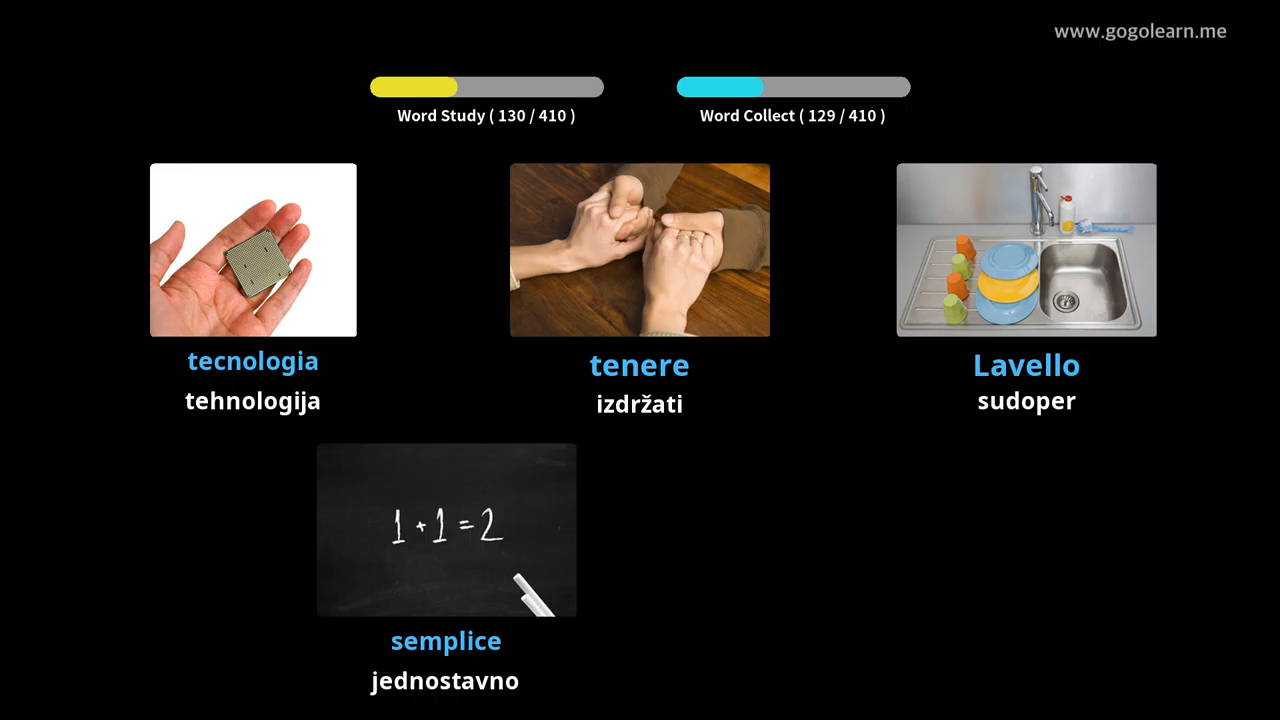 www.gogolearn.me
Word Study ( 130 / 410 )
Word Collect ( 129 / 410 )
tecnologia
tehnologija
tenere
izdržati
Lavello
sudoper
1 + 1 = 2
semplice
jednostavno